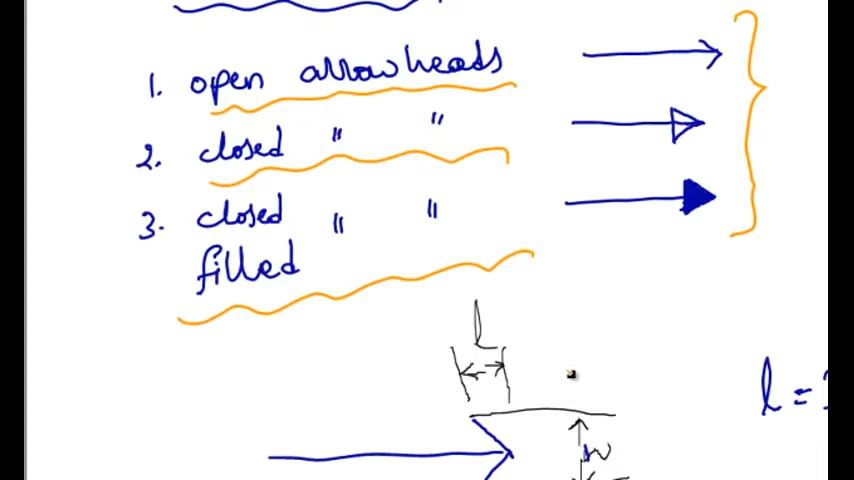 1. open arrowheads
2. closed " "
3. closed " "
filled
l
l =
w